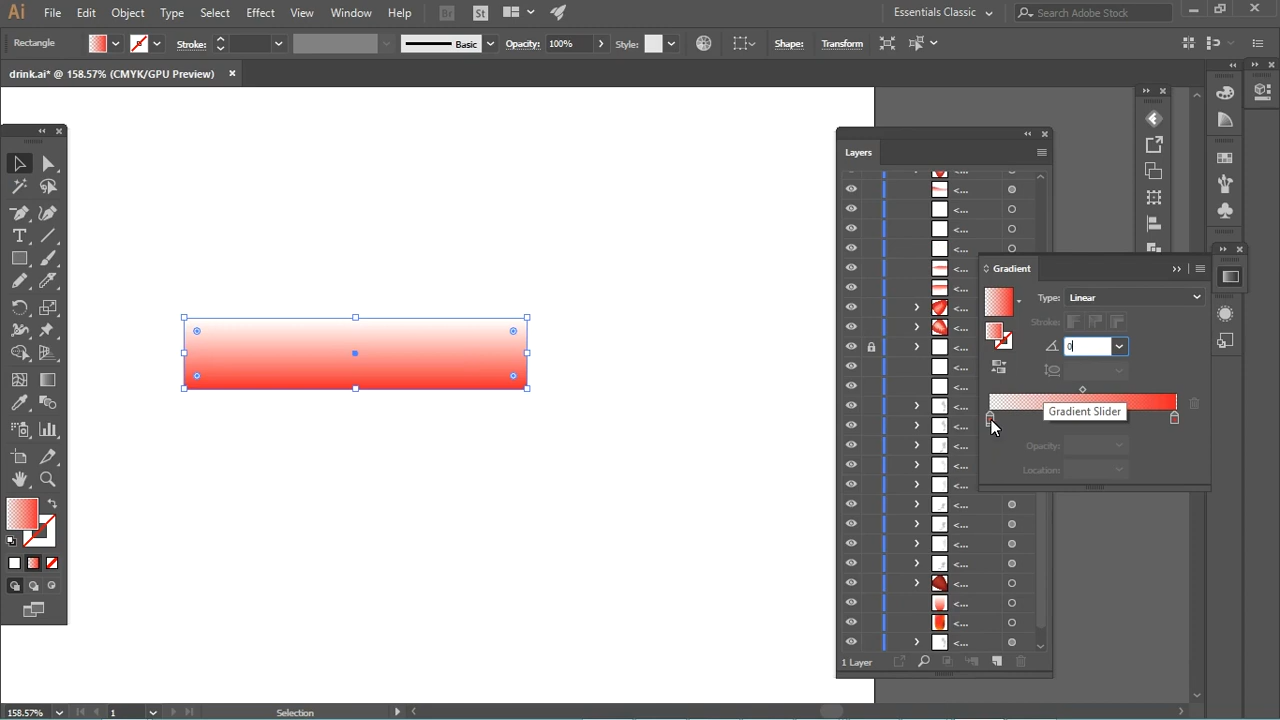 Ai File Edit Object Type Select Effect View Window Help Br St Essentials Classic Search Adobe Stock
Rectangle Stroke: Basic Opacity: 100% Style: Shape: Transform
drink.ai* @ 158.57% (CMYK/GPU Preview)
Layers
<...
<...
<...
<...
<...
<...
Gradient
Type: Linear
Stroke:
<...
<...
<...
0
<...
<...
<...
Gradient Slider
<...
<...
Opacity:
<...
Location:
<...
<...
<...
<...
<...
<...
<...
<...
<...
1 Layer
158.57% 1 Selection